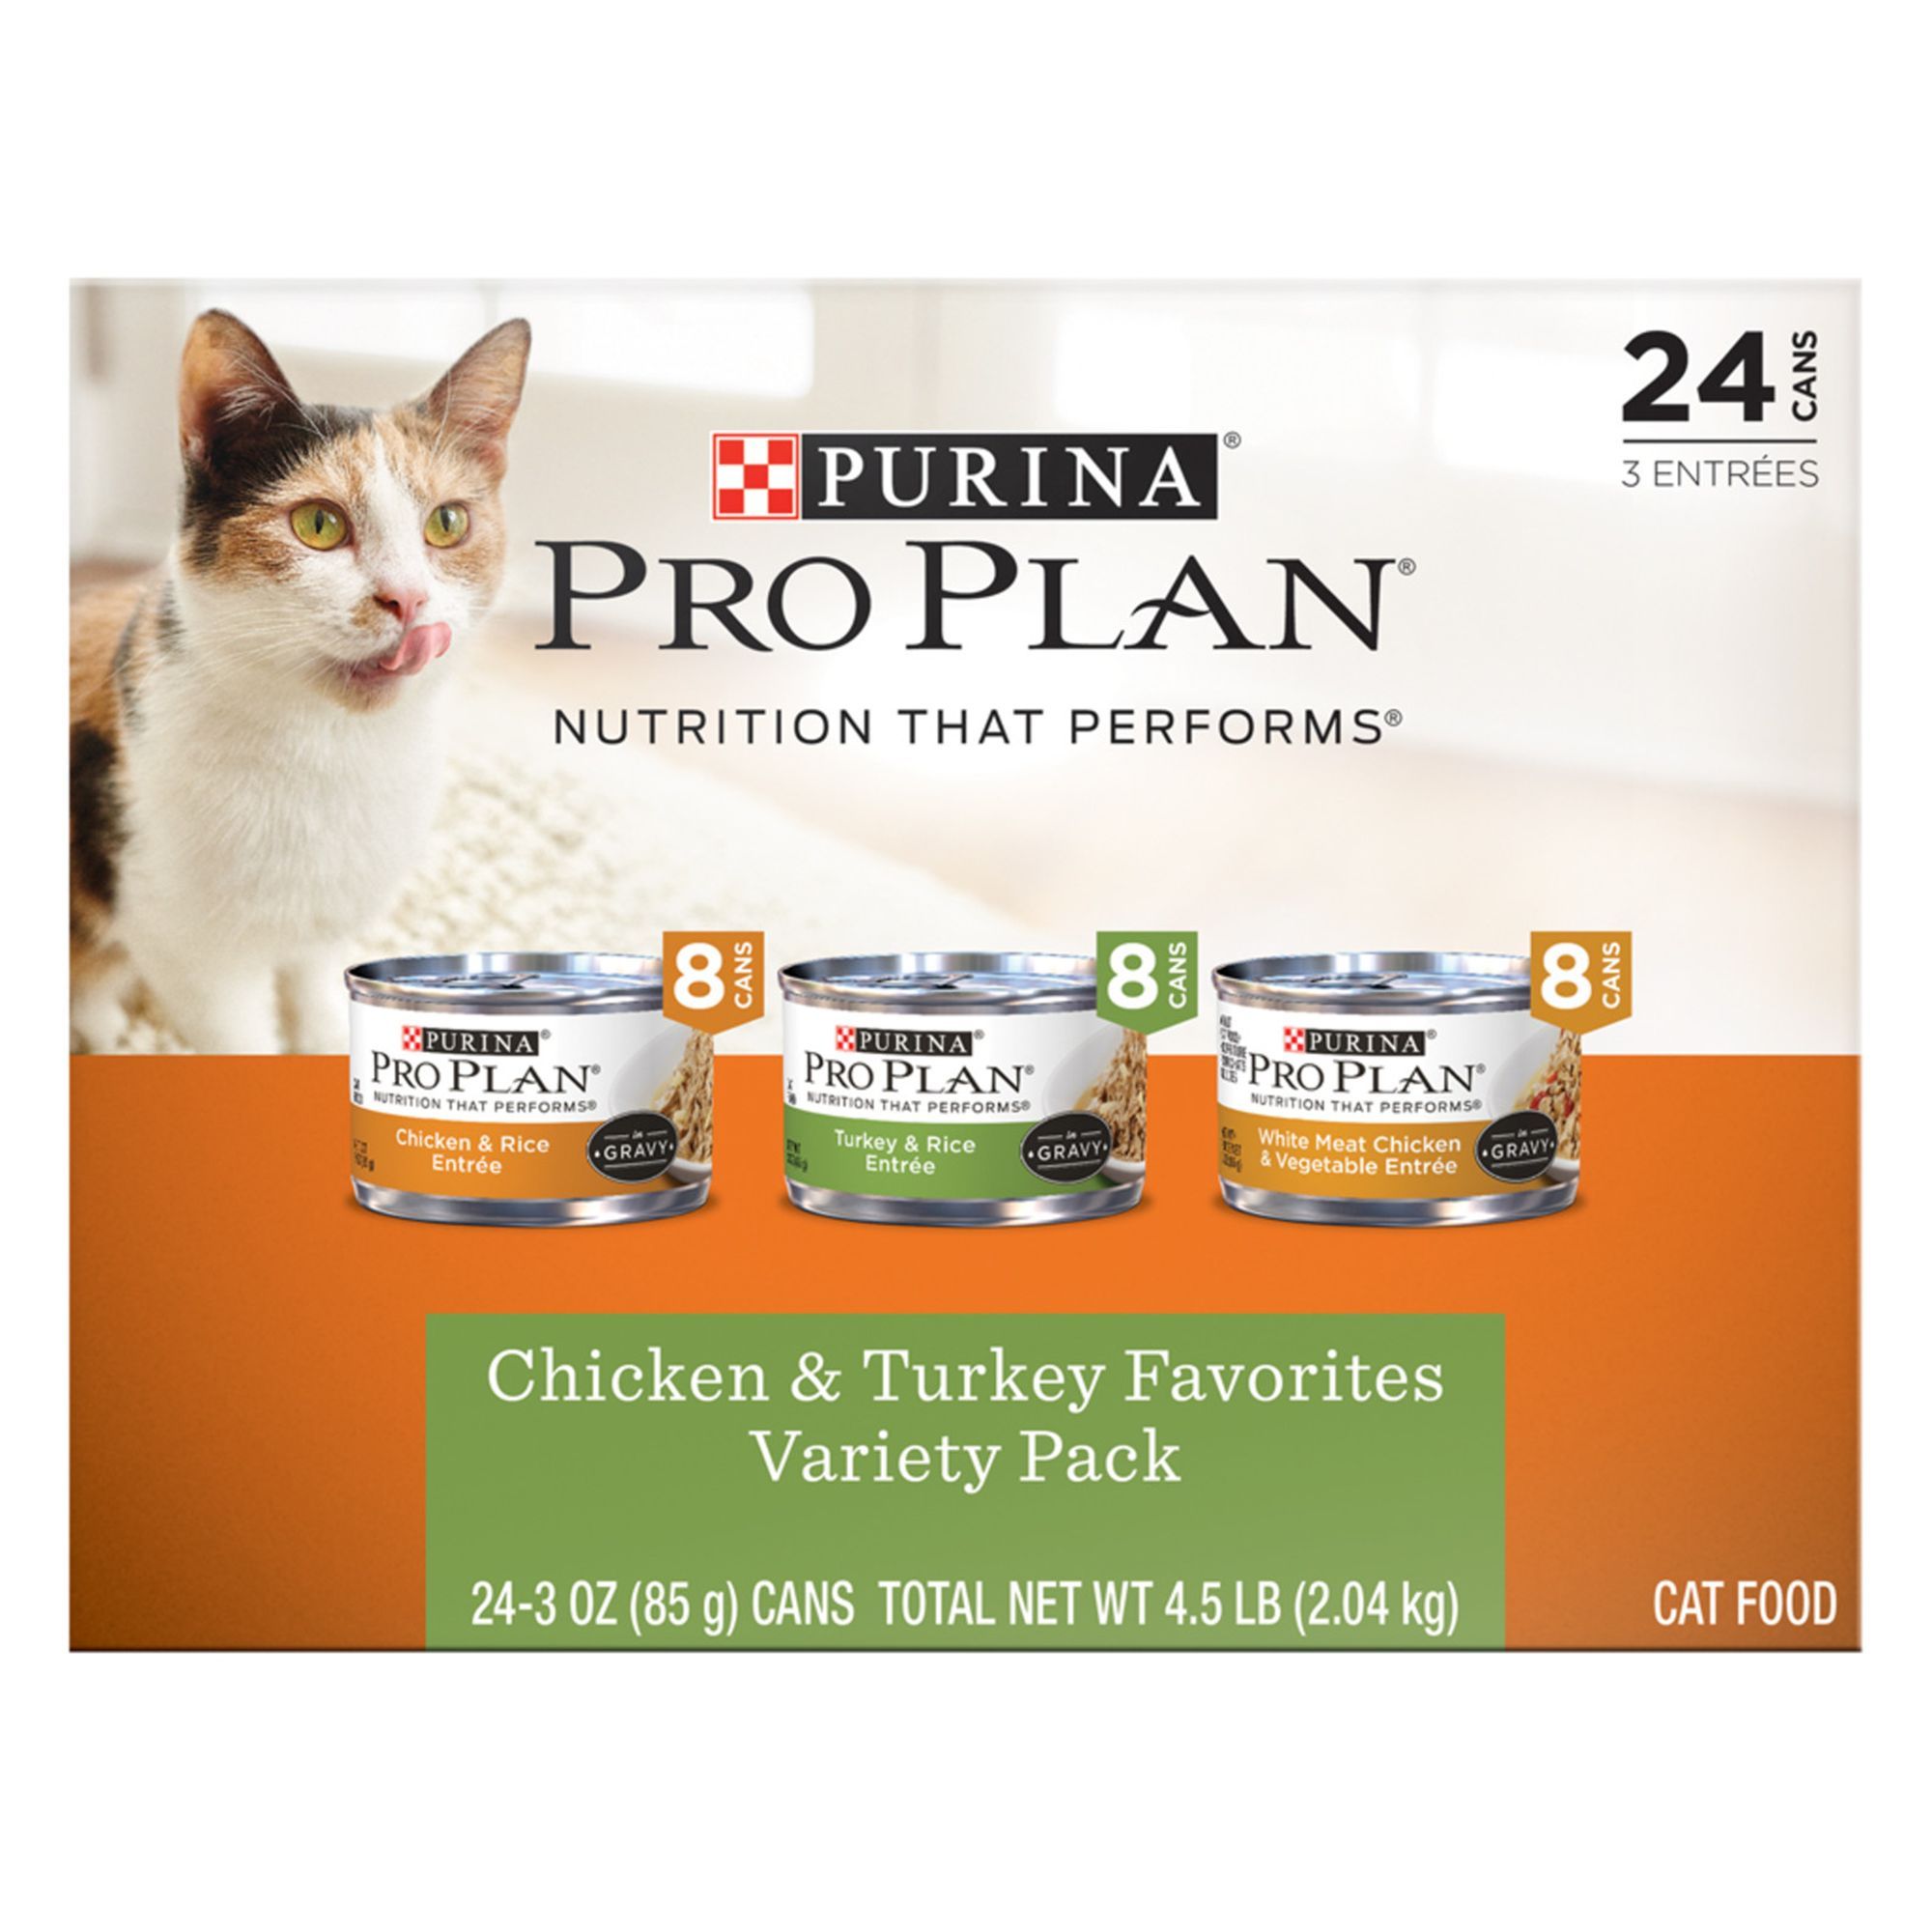 24 CANS
3 ENTRÉES
PURINA®
PRO PLAN®
NUTRITION THAT PERFORMS®
8 CANS
8 CANS
8 CANS
PURINA®
PRO PLAN®
NUTRITION THAT PERFORMS®
Chicken & Rice
Entrée
in
GRAVY
PURINA®
PRO PLAN®
NUTRITION THAT PERFORMS®
Turkey & Rice
Entrée
in
GRAVY
PURINA®
PRO PLAN®
NUTRITION THAT PERFORMS®
White Meat Chicken
& Vegetable Entrée
in
GRAVY
Chicken & Turkey Favorites
Variety Pack
24-3 OZ (85 g) CANS TOTAL NET WT 4.5 LB (2.04 kg)
CAT FOOD